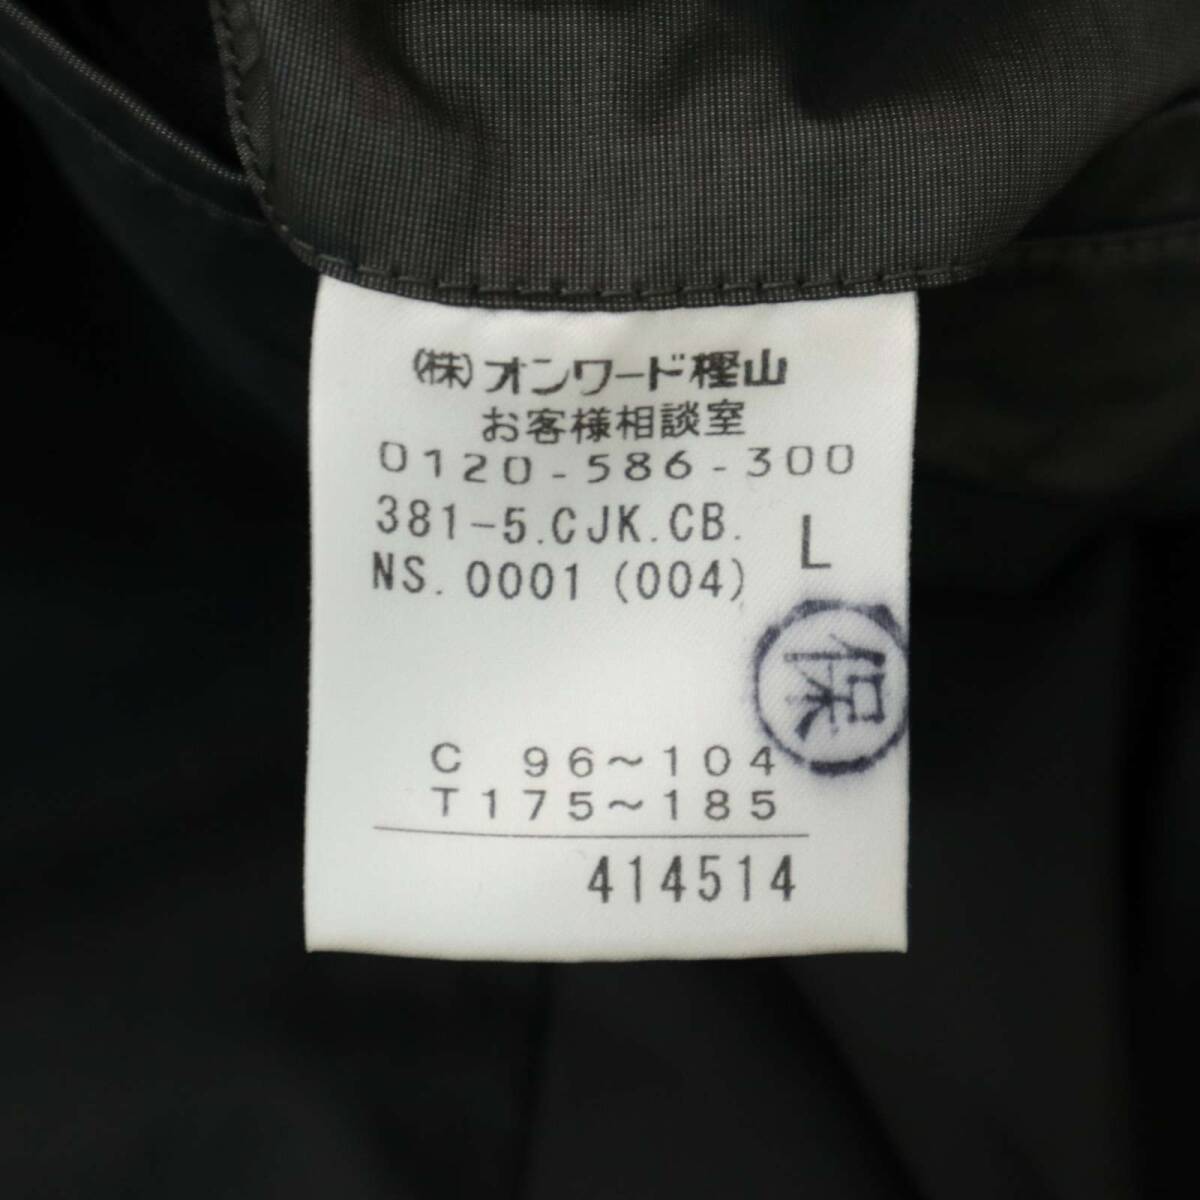 (株)オンワード樫山
お客様相談室
0120-586-300
381-5.CJK.CB. L
NS.0001 (004)
保
C 96～104
T175～185
414514